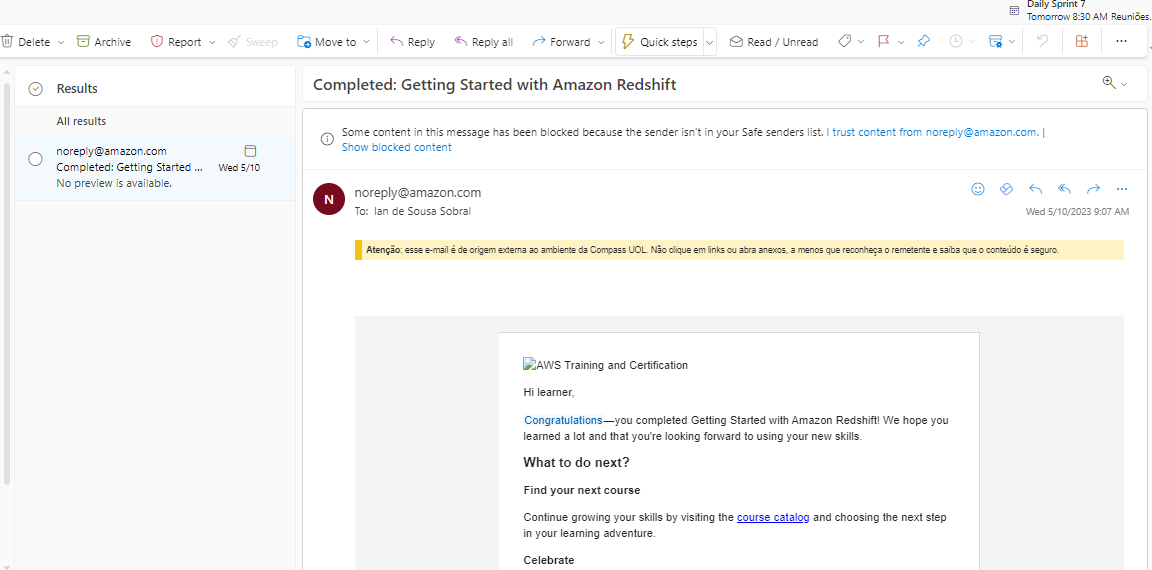 Daily Sprint 7
Tomorrow 8:30 AM Reuniões.
Delete Archive Report Sweep Move to Reply Reply all Forward Quick steps Read / Unread
Results
All results
noreply@amazon.com
Completed: Getting Started ... Wed 5/10
No preview is available.
Completed: Getting Started with Amazon Redshift
Some content in this message has been blocked because the sender isn't in your Safe senders list. I trust content from noreply@amazon.com. |
Show blocked content
N
noreply@amazon.com
To: Ian de Sousa Sobral
Wed 5/10/2023 9:07 AM
Atenção: esse e-mail é de origem externa ao ambiente da Compass UOL. Não clique em links ou abra anexos, a menos que reconheça o remetente e saiba que o conteúdo é seguro.
AWS Training and Certification
Hi learner,
Congratulations—you completed Getting Started with Amazon Redshift! We hope you
learned a lot and that you're looking forward to using your new skills.
What to do next?
Find your next course
Continue growing your skills by visiting the course catalog and choosing the next step
in your learning adventure.
Celebrate